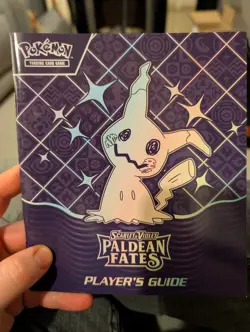 POKÉMON
TRADING CARD GAME
SCARLET & VIOLET
PALDEAN
FATES
PLAYER'S GUIDE